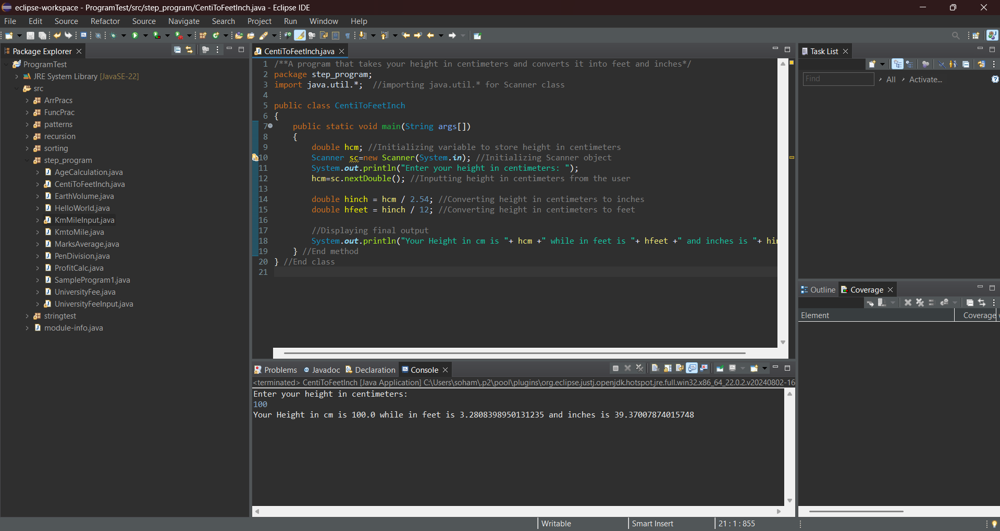 eclipse-workspace - ProgramTest/src/step_program/CentiToFeetInch.java - Eclipse IDE
File Edit Source Refactor Source Navigate Search Project Run Window Help
Package Explorer
ProgramTest
JRE System Library [JavaSE-22]
src
ArrPracs
FuncPrac
patterns
recursion
sorting
step_program
AgeCalculation.java
CentiToFeetInch.java
EarthVolume.java
HelloWorld.java
KmMileInput.java
KmtoMile.java
MarksAverage.java
PenDivision.java
ProfitCalc.java
SampleProgram1.java
UniversityFee.java
UniversityFeeInput.java
stringtest
module-info.java
CentiToFeetInch.java
1 /**A program that takes your height in centimeters and converts it into feet and inches*/
2 package step_program;
3 import java.util.*;  //importing java.util.* for Scanner class
4
5 public class CentiToFeetInch
6 {
7     public static void main(String args[])
8     {
9         double hcm; //Initializing variable to store height in centimeters
10         Scanner sc=new Scanner(System.in); //Initializing Scanner object
11         System.out.println("Enter your height in centimeters: ");
12         hcm=sc.nextDouble(); //Inputting height in centimeters from the user
13
14         double hinch = hcm / 2.54; //Converting height in centimeters to inches
15         double hfeet = hinch / 12; //Converting height in centimeters to feet
16
17         //Displaying final output
18         System.out.println("Your Height in cm is "+ hcm +" while in feet is "+ hfeet +" and inches is "+ hi
19     } //End method
20 } //End class
21
Task List
Find All Activate...
Outline Coverage
Element Coverage
Problems Javadoc Declaration Console
<terminated> CentiToFeetInch [Java Application] C:\Users\soham\.p2\pool\plugins\org.eclipse.justj.openjdk.hotspot.jre.full.win32.x86_64_22.0.2.v20240802-16
Enter your height in centimeters:
100
Your Height in cm is 100.0 while in feet is 3.2808398950131235 and inches is 39.37007874015748
Writable Smart Insert 21 : 1 : 855